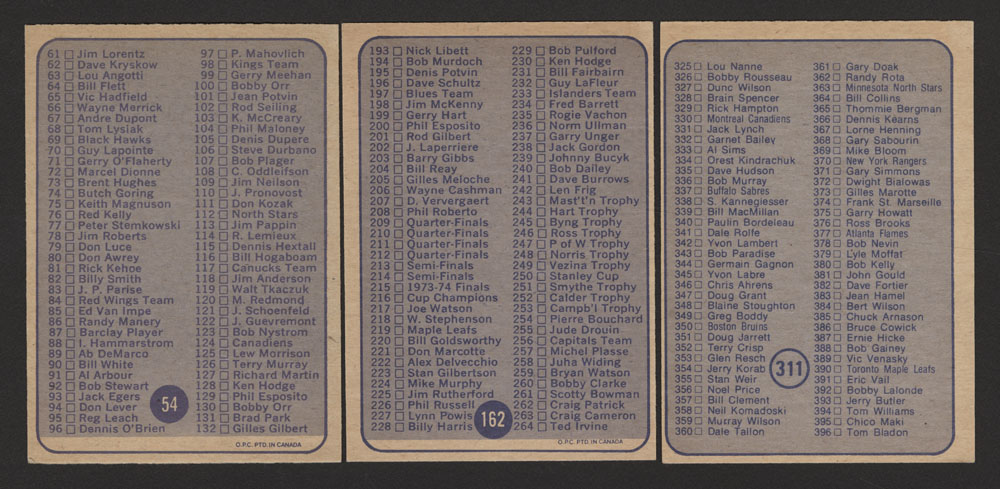 61 ☐ Jim Lorentz
62 ☐ Dave Kryskow
63 ☐ Lou Angotti
64 ☐ Bill Flett
65 ☐ Vic Hadfield
66 ☐ Wayne Merrick
67 ☐ Andre Dupont
68 ☐ Tom Lysiak
69 ☐ Black Hawks
70 ☐ Guy Lapointe
71 ☐ Gerry O'Flaherty
72 ☐ Marcel Dionne
73 ☐ Brent Hughes
74 ☐ Butch Goring
75 ☐ Keith Magnuson
76 ☐ Red Kelly
77 ☐ Peter Stemkowski
78 ☐ Jim Roberts
79 ☐ Don Luce
80 ☐ Don Awrey
81 ☐ Rick Kehoe
82 ☐ Billy Smith
83 ☐ J. P. Parise
84 ☐ Red Wings Team
85 ☐ Ed Van Impe
86 ☐ Randy Manery
87 ☐ Barclay Player
88 ☐ I. Hammarstrom
89 ☐ Ab DeMarco
90 ☐ Bill White
91 ☐ Al Arbour
92 ☐ Bob Stewart
93 ☐ Jack Egers
94 ☐ Don Lever
95 ☐ Reg Leach
96 ☐ Dennis O'Brien
97 ☐ P. Mahovlich
98 ☐ Kings Team
99 ☐ Gerry Meehan
100 ☐ Bobby Orr
101 ☐ Jean Potvin
102 ☐ Rod Seiling
103 ☐ K. McCreary
104 ☐ Phil Maloney
105 ☐ Denis Dupere
106 ☐ Steve Durbano
107 ☐ Bob Plager
108 ☐ C. Oddleifson
109 ☐ Jim Neilson
110 ☐ J. Pronovost
111 ☐ Don Kozak
112 ☐ North Stars
113 ☐ Jim Pappin
114 ☐ R. Lemieux
115 ☐ Dennis Hextall
116 ☐ Bill Hogaboam
117 ☐ Canucks Team
118 ☐ Jim Anderson
119 ☐ Walt Tkaczuk
120 ☐ M. Redmond
121 ☐ J. Schoenfeld
122 ☐ J. Guevremont
123 ☐ Bob Nystrom
124 ☐ Canadiens
125 ☐ Lew Morrison
126 ☐ Terry Murray
127 ☐ Richard Martin
128 ☐ Ken Hodge
129 ☐ Phil Esposito
130 ☐ Bobby Orr
131 ☐ Brad Park
132 ☐ Gilles Gilbert
54
O.P.C. PTD. IN CANADA
193 ☐ Nick Libett
194 ☐ Bob Murdoch
195 ☐ Denis Potvin
196 ☐ Dave Schultz
197 ☐ Blues Team
198 ☐ Jim McKenny
199 ☐ Gerry Hart
200 ☐ Phil Esposito
201 ☐ Rod Gilbert
202 ☐ J. Laperriere
203 ☐ Barry Gibbs
204 ☐ Bill Reay
205 ☐ Gilles Meloche
206 ☐ Wayne Cashman
207 ☐ D. Ververgaert
208 ☐ Phil Roberto
209 ☐ Quarter-Finals
210 ☐ Quarter-Finals
211 ☐ Quarter-Finals
212 ☐ Quarter-Finals
213 ☐ Semi-Finals
214 ☐ Semi-Finals
215 ☐ 1973-74 Finals
216 ☐ Cup Champions
217 ☐ Joe Watson
218 ☐ W. Stephenson
219 ☐ Maple Leafs
220 ☐ Bill Goldsworthy
221 ☐ Don Marcotte
222 ☐ Alex Delvecchio
223 ☐ Stan Gilbertson
224 ☐ Mike Murphy
225 ☐ Jim Rutherford
226 ☐ Phil Russell
227 ☐ Lynn Powis
228 ☐ Billy Harris
229 ☐ Bob Pulford
230 ☐ Ken Hodge
231 ☐ Bill Fairbairn
232 ☐ Guy LaFleur
233 ☐ Islanders Team
234 ☐ Fred Barrett
235 ☐ Rogie Vachon
236 ☐ Norm Ullman
237 ☐ Garry Unger
238 ☐ Jack Gordon
239 ☐ Johnny Bucyk
240 ☐ Bob Dailey
241 ☐ Dave Burrows
242 ☐ Len Frig
243 ☐ Mast't'n Trophy
244 ☐ Hart Trophy
245 ☐ Byng Trophy
246 ☐ Ross Trophy
247 ☐ P of W Trophy
248 ☐ Norris Trophy
249 ☐ Vezina Trophy
250 ☐ Stanley Cup
251 ☐ Smythe Trophy
252 ☐ Calder Trophy
253 ☐ Campb'l Trophy
254 ☐ Pierre Bouchard
255 ☐ Jude Drouin
256 ☐ Capitals Team
257 ☐ Michel Plasse
258 ☐ Juha Widing
259 ☐ Bryan Watson
260 ☐ Bobby Clarke
261 ☐ Scotty Bowman
262 ☐ Craig Patrick
263 ☐ Craig Cameron
264 ☐ Ted Irvine
162
O.P.C. PTD. IN CANADA
325 ☐ Lou Nanne
326 ☐ Bobby Rousseau
327 ☐ Dunc Wilson
328 ☐ Brian Spencer
329 ☐ Rick Hampton
330 ☐ Montreal Canadiens
331 ☐ Jack Lynch
332 ☐ Garnet Bailey
333 ☐ Al Sims
334 ☐ Orest Kindrachuk
335 ☐ Dave Hudson
336 ☐ Bob Murray
337 ☐ Buffalo Sabres
338 ☐ S. Kannegiesser
339 ☐ Bill MacMillan
340 ☐ Paulin Bordeleau
341 ☐ Dale Rolfe
342 ☐ Yvon Lambert
343 ☐ Bob Paradise
344 ☐ Germain Gagnon
345 ☐ Yvon Labre
346 ☐ Chris Ahrens
347 ☐ Doug Grant
348 ☐ Blaine Stoughton
349 ☐ Greg Boddy
350 ☐ Boston Bruins
351 ☐ Doug Jarrett
352 ☐ Terry Crisp
353 ☐ Glen Resch
354 ☐ Jerry Korab
355 ☐ Stan Weir
356 ☐ Noel Price
357 ☐ Bill Clement
358 ☐ Neil Komadoski
359 ☐ Murray Wilson
360 ☐ Dale Tallon
361 ☐ Gary Doak
362 ☐ Randy Rota
363 ☐ Minnesota North Stars
364 ☐ Bill Collins
365 ☐ Thommie Bergman
366 ☐ Dennis Kearns
367 ☐ Lorne Henning
368 ☐ Gary Sabourin
369 ☐ Mike Bloom
370 ☐ New York Rangers
371 ☐ Gary Simmons
372 ☐ Dwight Bialowas
373 ☐ Gilles Marotte
374 ☐ Frank St. Marseille
375 ☐ Garry Howatt
376 ☐ Ross Brooks
377 ☐ Atlanta Flames
378 ☐ Bob Nevin
379 ☐ Lyle Moffat
380 ☐ Bob Kelly
381 ☐ John Gould
382 ☐ Dave Fortier
383 ☐ Jean Hamel
384 ☐ Bert Wilson
385 ☐ Chuck Arnason
386 ☐ Bruce Cowick
387 ☐ Ernie Hicke
388 ☐ Bob Gainey
389 ☐ Vic Venasky
390 ☐ Toronto Maple Leafs
391 ☐ Eric Vail
392 ☐ Bobby Lalonde
393 ☐ Jerry Butler
394 ☐ Tom Williams
395 ☐ Chico Maki
396 ☐ Tom Bladon
311